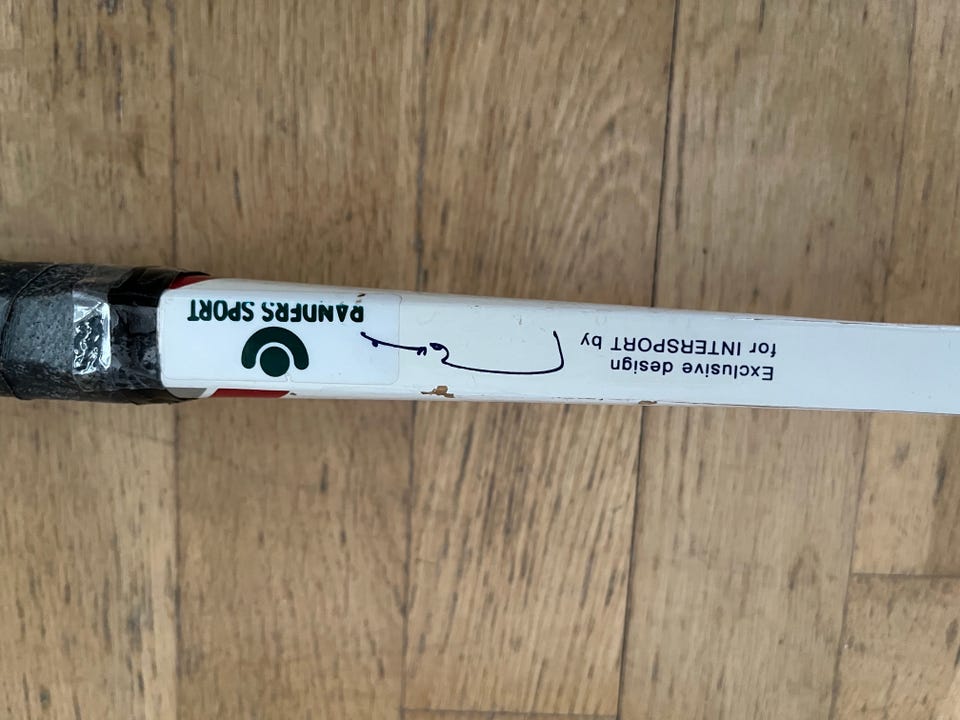 Exclusive design
for INTERSPORT by
RANDERS SPORT